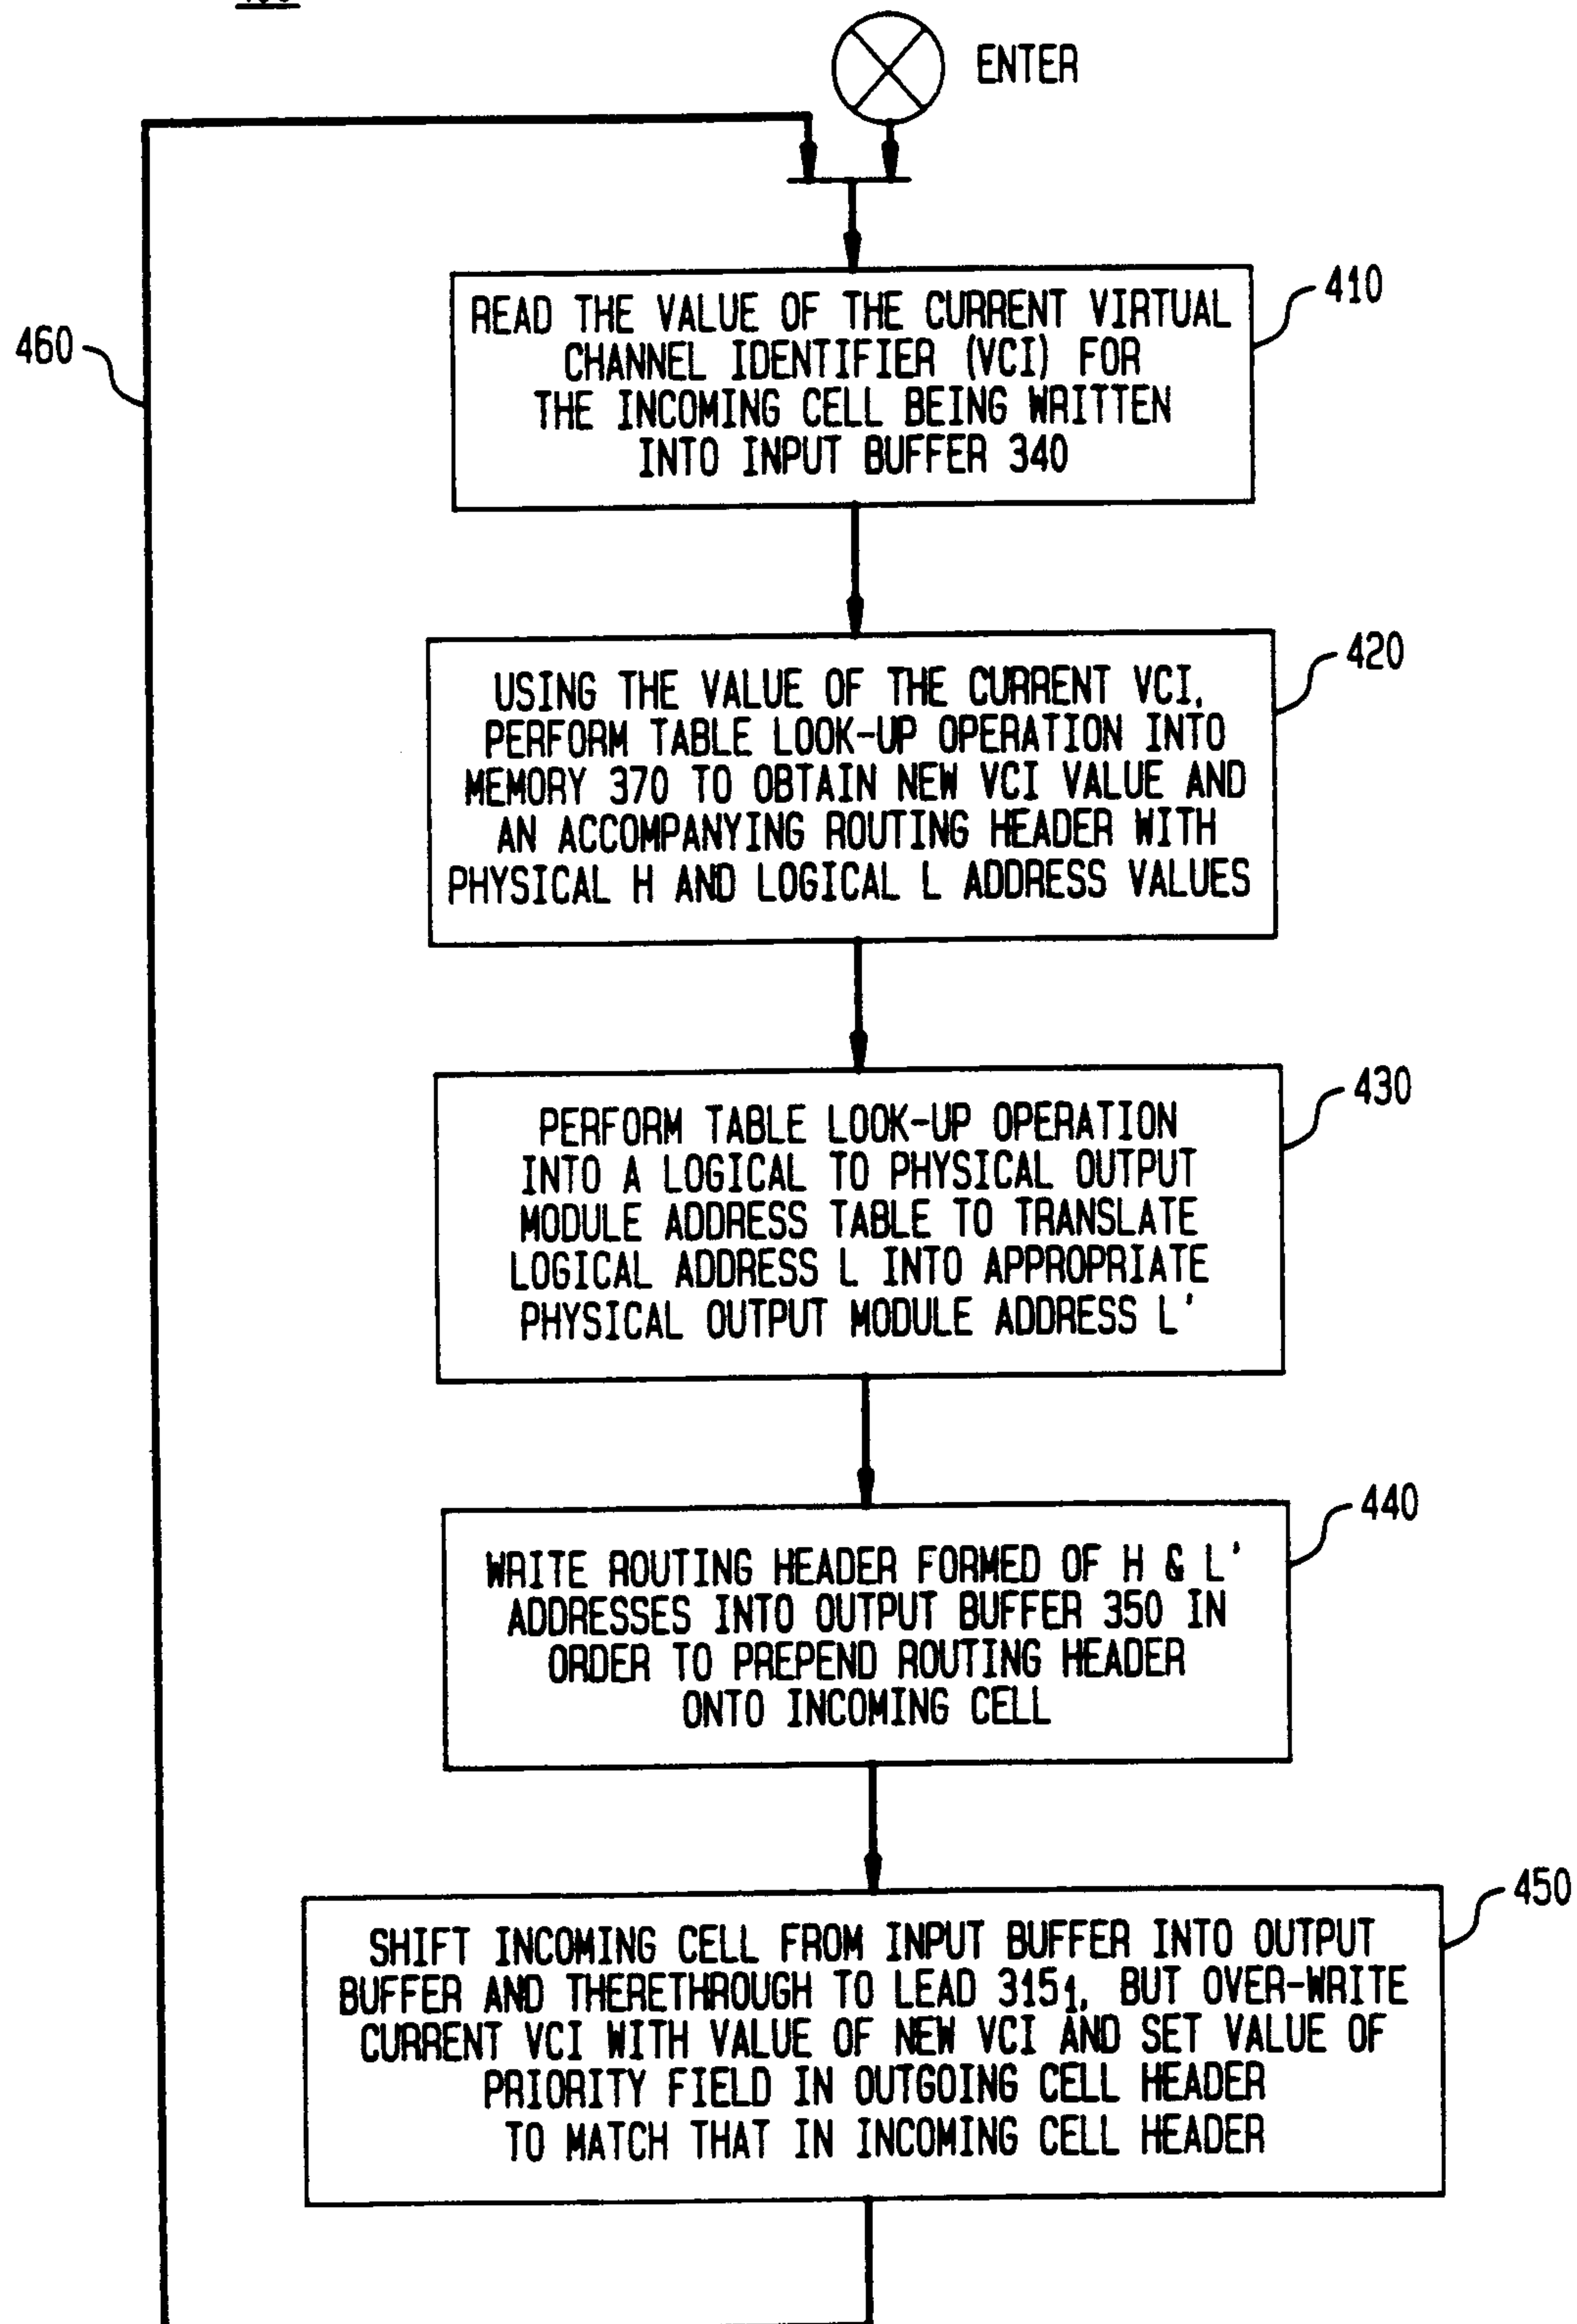 ENTER
READ THE VALUE OF THE CURRENT VIRTUAL
CHANNEL IDENTIFIER (VCI) FOR
THE INCOMING CELL BEING WRITTEN
INTO INPUT BUFFER 340
410
460
USING THE VALUE OF THE CURRENT VCI,
PERFORM TABLE LOOK-UP OPERATION INTO
MEMORY 370 TO OBTAIN NEW VCI VALUE AND
AN ACCOMPANYING ROUTING HEADER WITH
PHYSICAL H AND LOGICAL L ADDRESS VALUES
420
PERFORM TABLE LOOK-UP OPERATION
INTO A LOGICAL TO PHYSICAL OUTPUT
MODULE ADDRESS TABLE TO TRANSLATE
LOGICAL ADDRESS L INTO APPROPRIATE
PHYSICAL OUTPUT MODULE ADDRESS L'
430
WRITE ROUTING HEADER FORMED OF H & L'
ADDRESSES INTO OUTPUT BUFFER 350 IN
ORDER TO PREPEND ROUTING HEADER
ONTO INCOMING CELL
440
SHIFT INCOMING CELL FROM INPUT BUFFER INTO OUTPUT
BUFFER AND THERETHROUGH TO LEAD 315₁, BUT OVER-WRITE
CURRENT VCI WITH VALUE OF NEW VCI AND SET VALUE OF
PRIORITY FIELD IN OUTGOING CELL HEADER
TO MATCH THAT IN INCOMING CELL HEADER
450